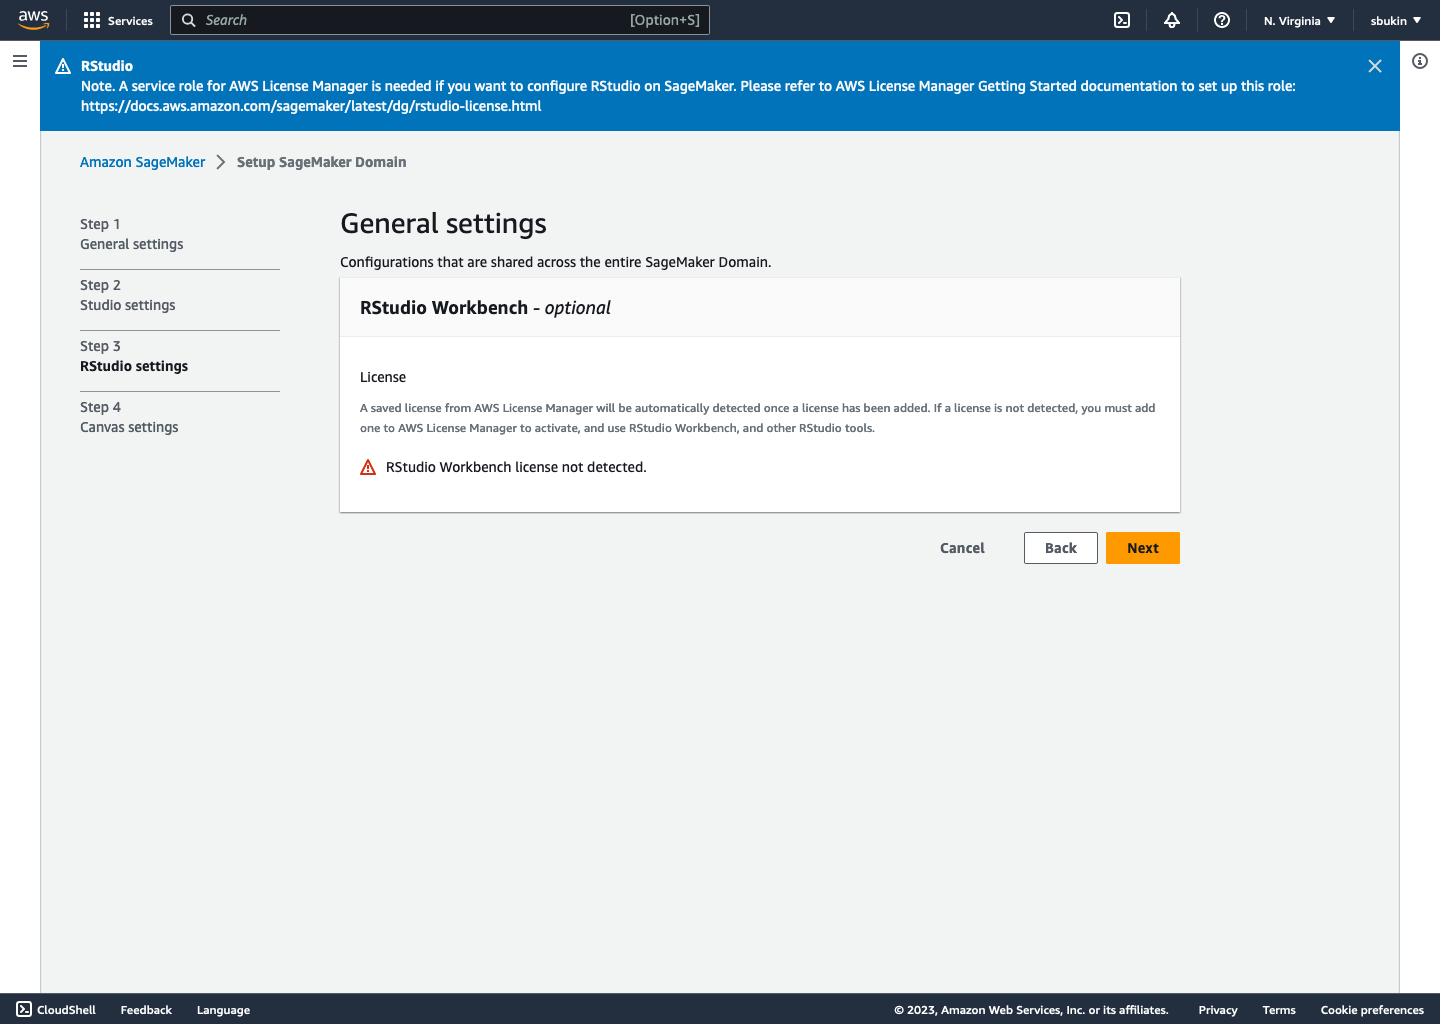 aws
Services
Search
[Option+S]
N. Virginia
sbukin
RStudio
Note. A service role for AWS License Manager is needed if you want to configure RStudio on SageMaker. Please refer to AWS License Manager Getting Started documentation to set up this role:
https://docs.aws.amazon.com/sagemaker/latest/dg/rstudio-license.html
Amazon SageMaker
Setup SageMaker Domain
Step 1
General settings
Step 2
Studio settings
Step 3
RStudio settings
Step 4
Canvas settings
General settings
Configurations that are shared across the entire SageMaker Domain.
RStudio Workbench - optional
License
A saved license from AWS License Manager will be automatically detected once a license has been added. If a license is not detected, you must add
one to AWS License Manager to activate, and use RStudio Workbench, and other RStudio tools.
RStudio Workbench license not detected.
Cancel
Back
Next
CloudShell
Feedback
Language
© 2023, Amazon Web Services, Inc. or its affiliates.
Privacy
Terms
Cookie preferences